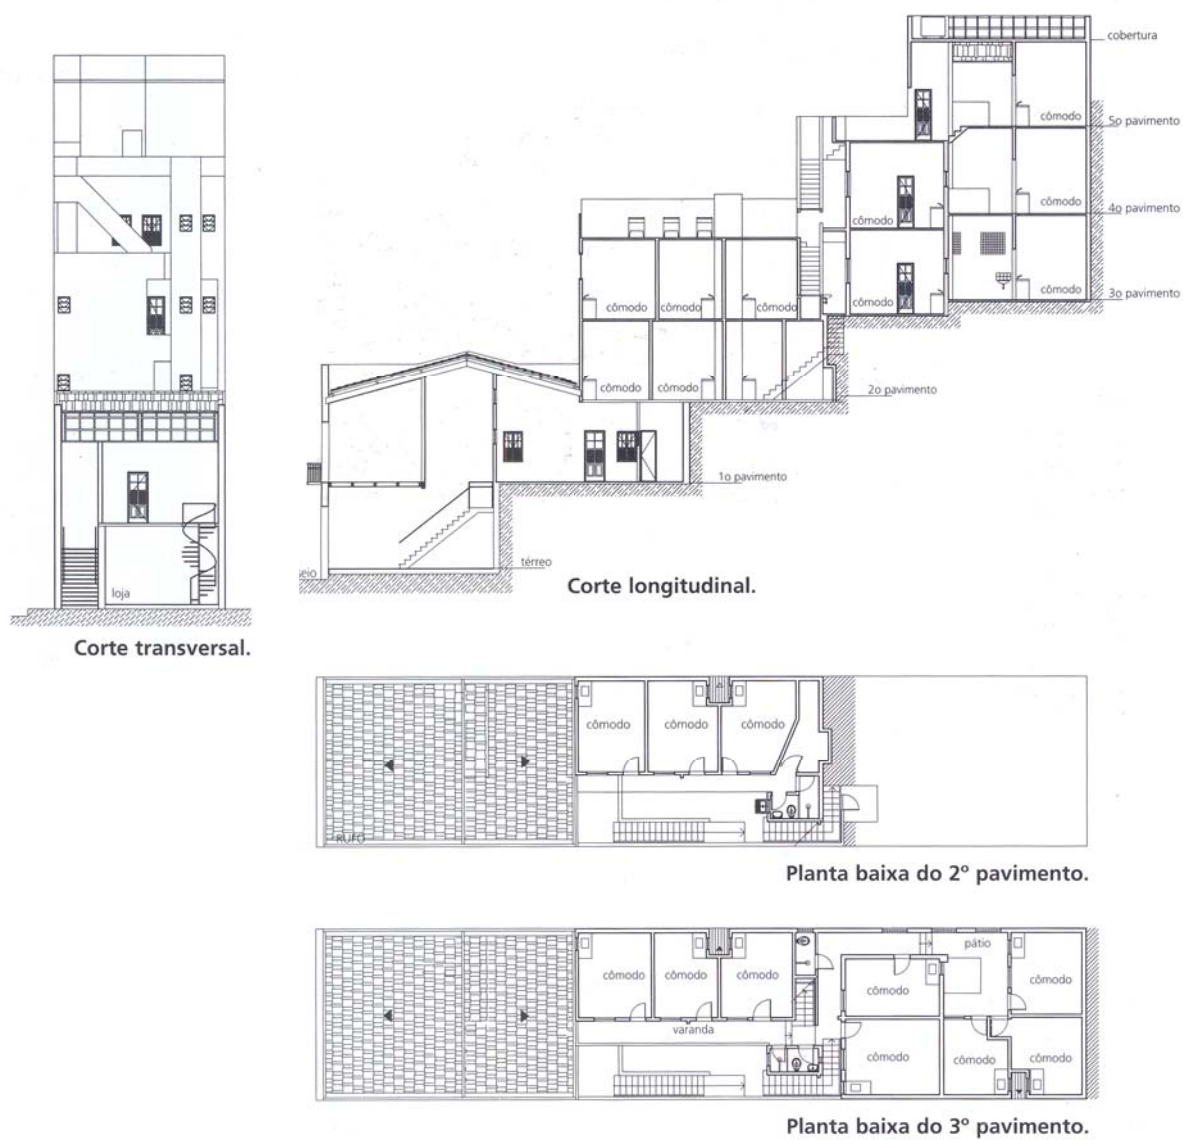 cobertura
cômodo
5o pavimento
cômodo
cômodo
4o pavimento
cômodo
cômodo
3o pavimento
cômodo
cômodo
cômodo
cômodo
cômodo
2o pavimento
1o pavimento
térreo
seio
loja
Corte longitudinal.
Corte transversal.
cômodo
cômodo
cômodo
RUFO
Planta baixa do 2º pavimento.
pátio
cômodo
cômodo
cômodo
cômodo
cômodo
varanda
cômodo
cômodo
cômodo
Planta baixa do 3º pavimento.